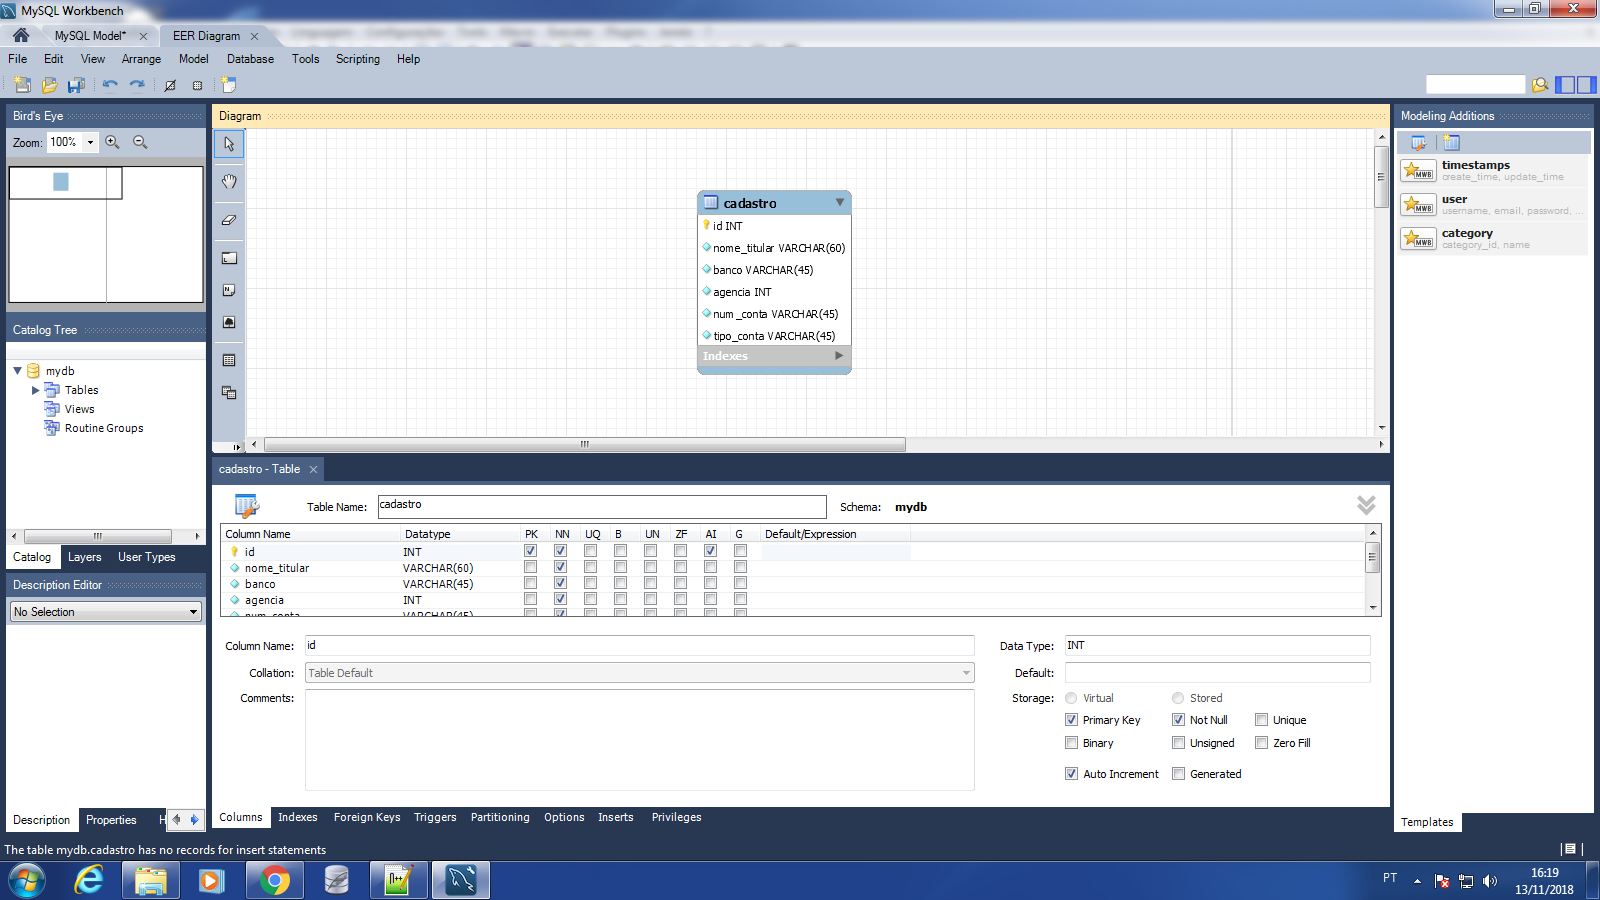 MySQL Workbench
MySQL Model*
EER Diagram
File Edit View Arrange Model Database Tools Scripting Help
Bird's Eye
Zoom: 100%
Catalog Tree
mydb
Tables
Views
Routine Groups
Catalog Layers User Types
Description Editor
No Selection
Description Properties H
Diagram
cadastro
id INT
nome_titular VARCHAR(60)
banco VARCHAR(45)
agencia INT
num_conta VARCHAR(45)
tipo_conta VARCHAR(45)
Indexes
Modeling Additions
timestamps
create_time, update_time
user
username, email, password, ...
category
category_id, name
Templates
cadastro - Table
Table Name: cadastro Schema: mydb
Column Name Datatype PK NN UQ B UN ZF AI G Default/Expression
id INT
nome_titular VARCHAR(60)
banco VARCHAR(45)
agencia INT
num_conta VARCHAR(45)
Column Name: id Data Type: INT
Collation: Table Default Default:
Comments: Storage: Virtual Stored
Primary Key Not Null Unique
Binary Unsigned Zero Fill
Auto Increment Generated
Columns Indexes Foreign Keys Triggers Partitioning Options Inserts Privileges
The table mydb.cadastro has no records for insert statements
PT
16:19
13/11/2018